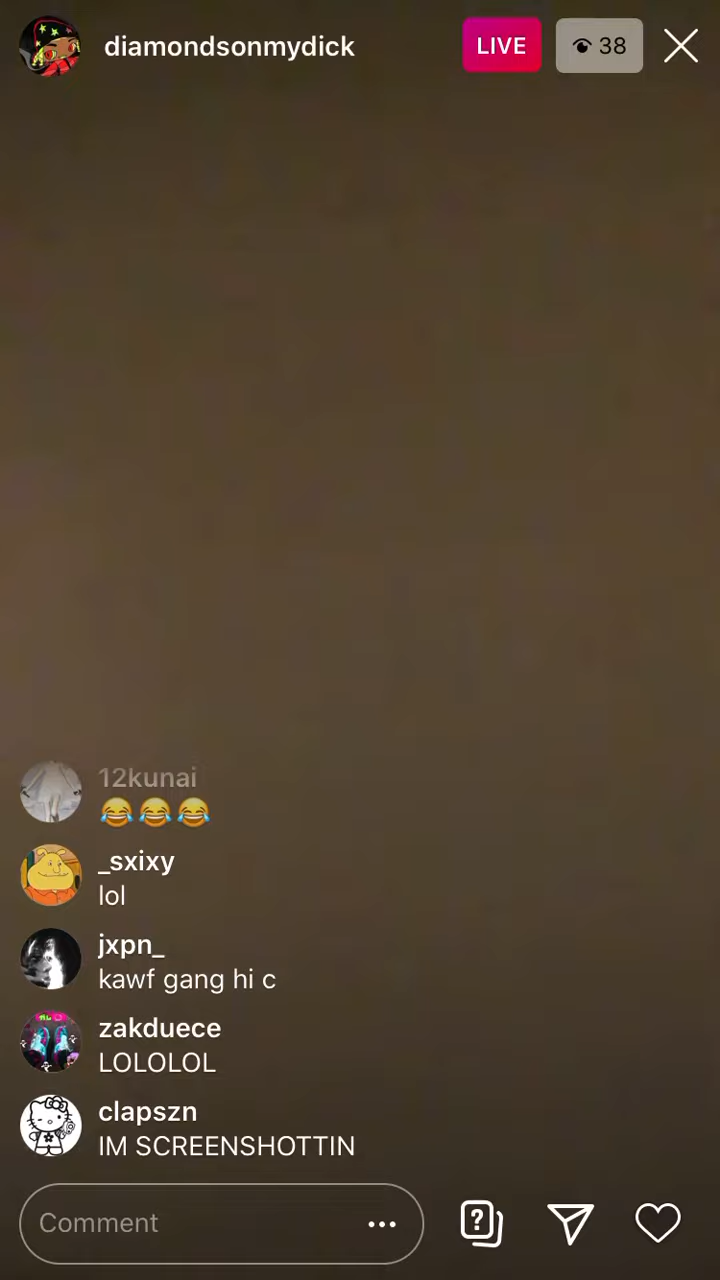 diamondsonmydick
LIVE
38
12kunai
😂😂😂
_sxixy
lol
jxpn_
kawf gang hi c
zakduece
LOLOLOL
clapszn
IM SCREENSHOTTIN
Comment